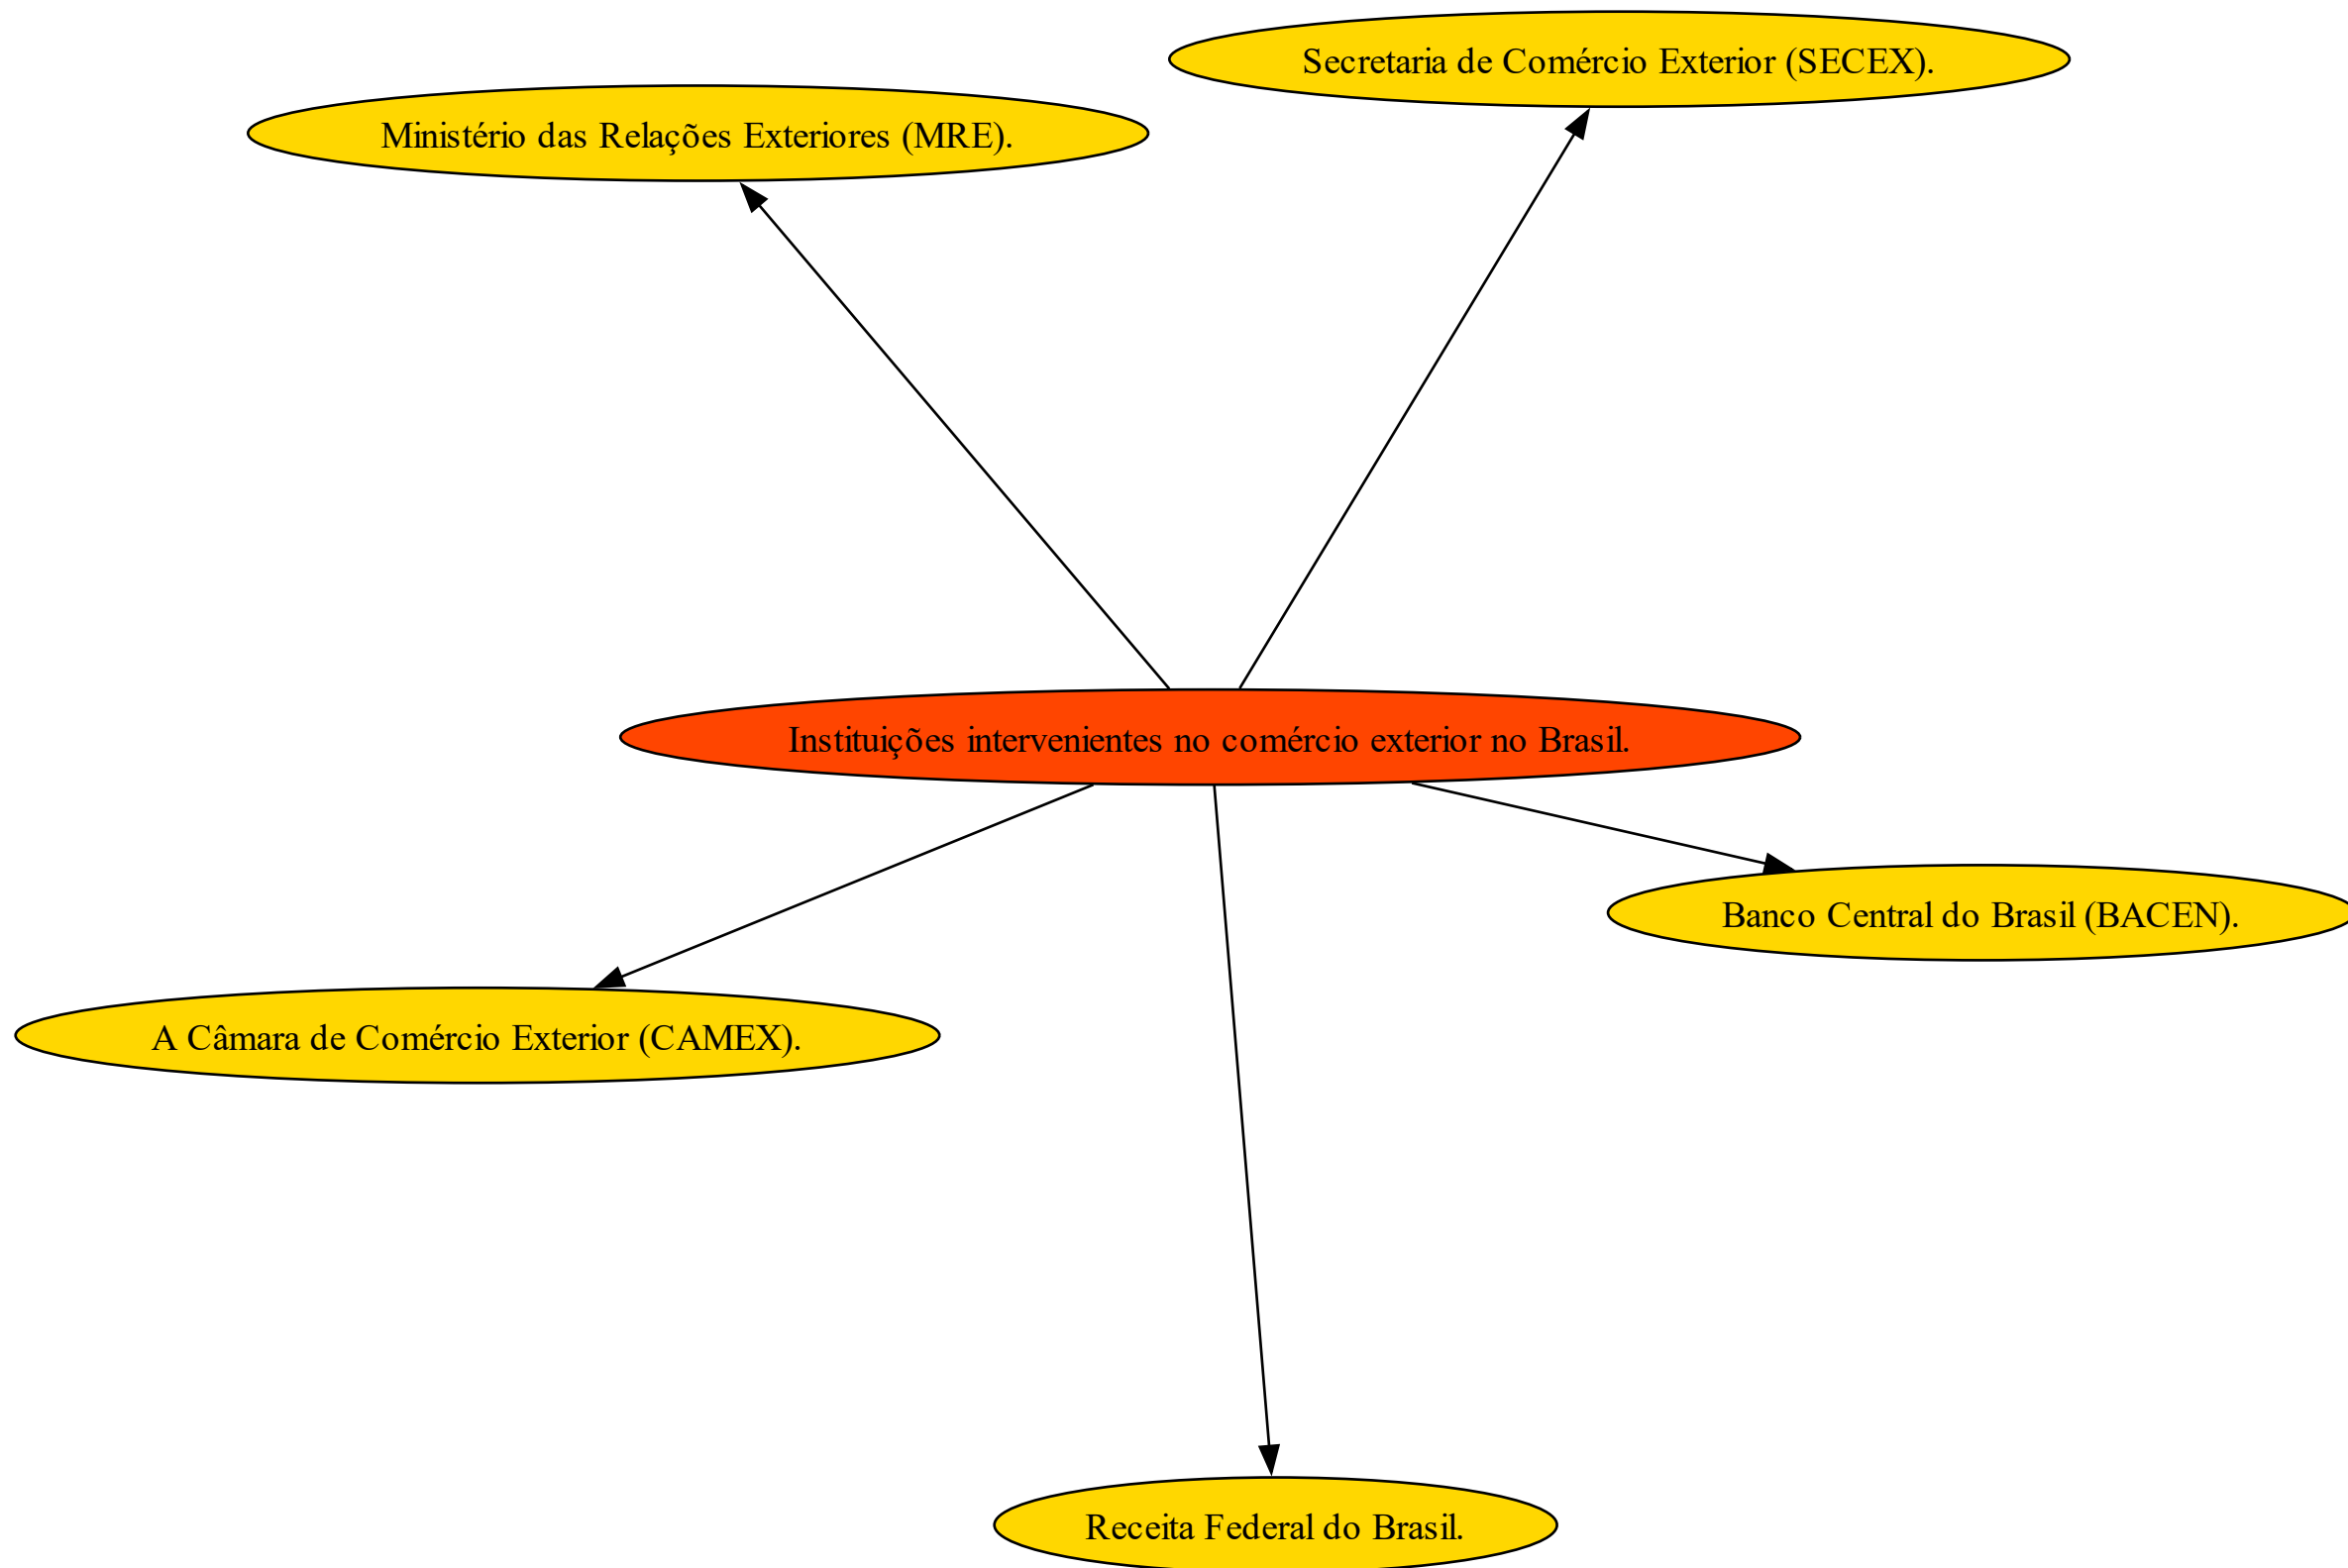 Secretaria de Comércio Exterior (SECEX).
Ministério das Relações Exteriores (MRE).
Instituições intervenientes no comércio exterior no Brasil.
Banco Central do Brasil (BACEN).
A Câmara de Comércio Exterior (CAMEX).
Receita Federal do Brasil.